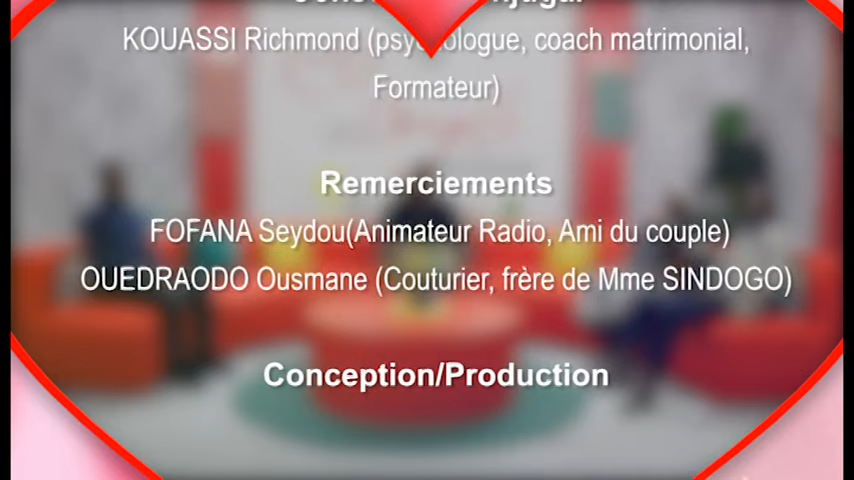 KOUASSI Richmond (psychologue, coach matrimonial,
Formateur)
Remerciements
FOFANA Seydou(Animateur Radio, Ami du couple)
OUEDRAODO Ousmane (Couturier, frère de Mme SINDOGO)
Conception/Production